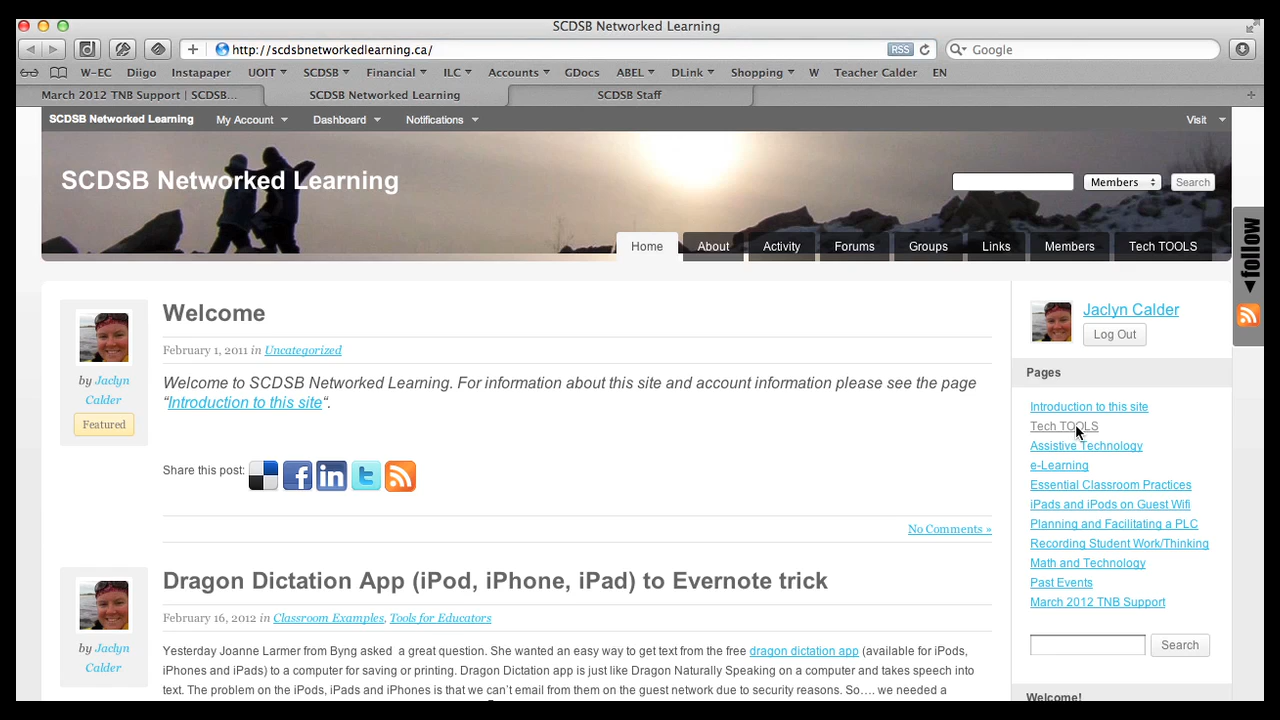 SCDSB Networked Learning
http://scdsbnetworkedlearning.ca/ RSS Google
W-EC Diigo Instapaper UOIT SCDSB Financial ILC Accounts GDocs ABEL DLink Shopping W Teacher Calder EN
March 2012 TNB Support | SCDSB... SCDSB Networked Learning SCDSB Staff
SCDSB Networked Learning My Account Dashboard Notifications Visit
SCDSB Networked Learning
Members Search
Home About Activity Forums Groups Links Members Tech TOOLS
follow
Welcome
February 1, 2011 in Uncategorized
by Jaclyn
Calder
Featured
Welcome to SCDSB Networked Learning. For information about this site and account information please see the page
“Introduction to this site“.
Share this post:
No Comments »
Dragon Dictation App (iPod, iPhone, iPad) to Evernote trick
February 16, 2012 in Classroom Examples, Tools for Educators
by Jaclyn
Calder
Yesterday Joanne Larmer from Byng asked a great question. She wanted an easy way to get text from the free dragon dictation app (available for iPods,
iPhones and iPads) to a computer for saving or printing. Dragon Dictation app is just like Dragon Naturally Speaking on a computer and takes speech into
text. The problem on the iPods, iPads and iPhones is that we can’t email from them on the guest network due to security reasons. So…. we needed a
Jaclyn Calder
Log Out
Pages
Introduction to this site
Tech TOOLS
Assistive Technology
e-Learning
Essential Classroom Practices
iPads and iPods on Guest Wifi
Planning and Facilitating a PLC
Recording Student Work/Thinking
Math and Technology
Past Events
March 2012 TNB Support
Search
Welcome!